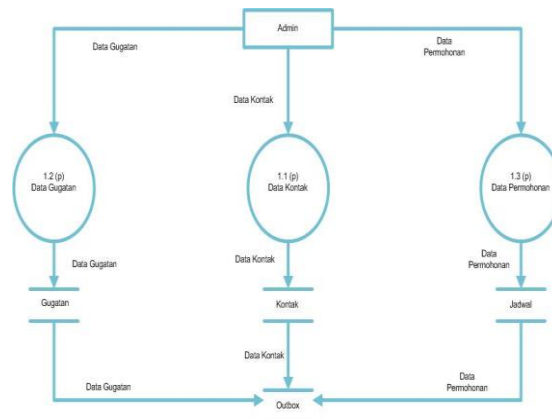 Admin
Data Gugatan
Data
Permohonan
Data Kontak
1.2 (p)
Data Gugatan
1.1 (p)
Data Kontak
1.3 (p)
Data Permohonan
Data Gugatan
Data Kontak
Data
Permohonan
Gugatan
Kontak
Jadwal
Data Kontak
Data Gugatan
Data
Permohonan
Outbox